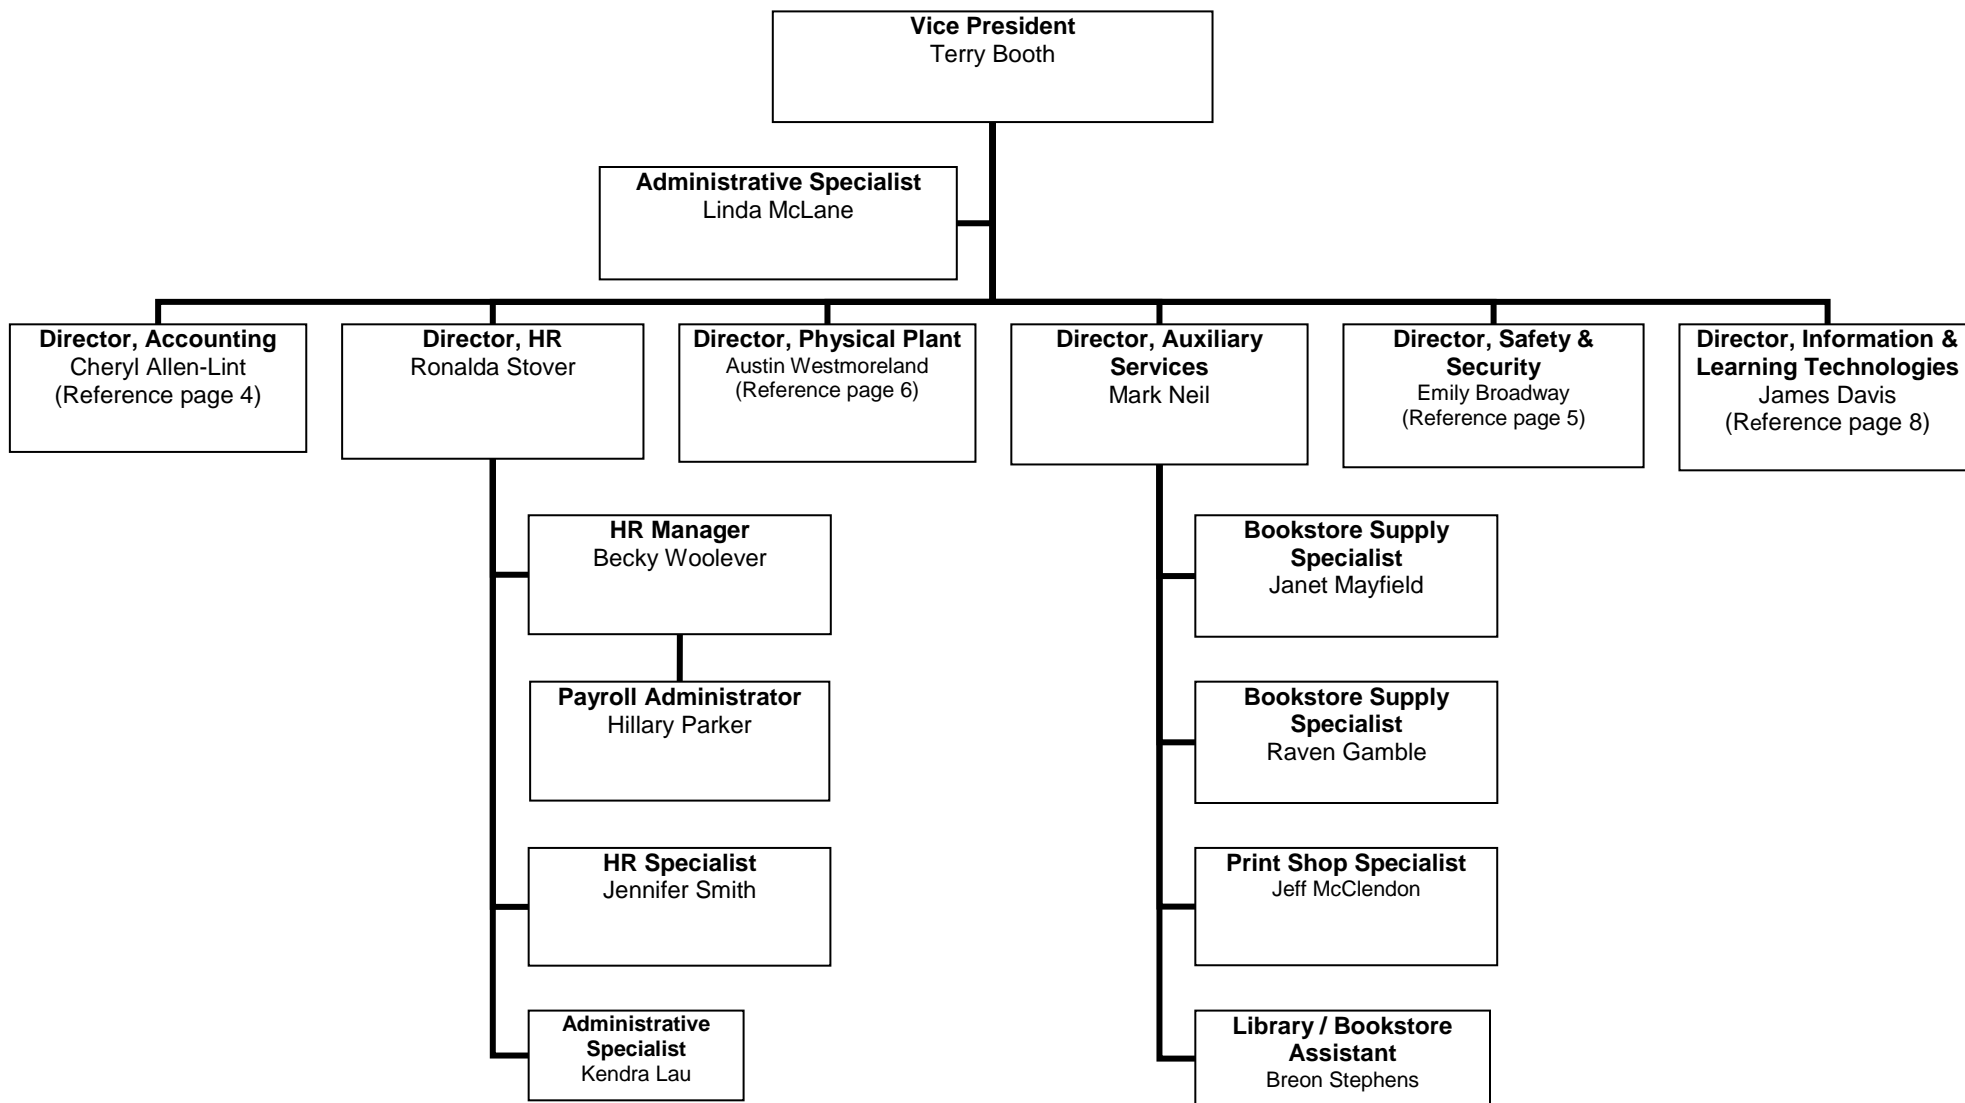 Vice President
Terry Booth
Administrative Specialist
Linda McLane
Director, Accounting
Cheryl Allen-Lint
(Reference page 4)
Director, HR
Ronalda Stover
Director, Physical Plant
Austin Westmoreland
(Reference page 6)
Director, Auxiliary
Services
Mark Neil
Director, Safety &
Security
Emily Broadway
(Reference page 5)
Director, Information &
Learning Technologies
James Davis
(Reference page 8)
HR Manager
Becky Woolever
Payroll Administrator
Hillary Parker
HR Specialist
Jennifer Smith
Administrative
Specialist
Kendra Lau
Bookstore Supply
Specialist
Janet Mayfield
Bookstore Supply
Specialist
Raven Gamble
Print Shop Specialist
Jeff McClendon
Library / Bookstore
Assistant
Breon Stephens